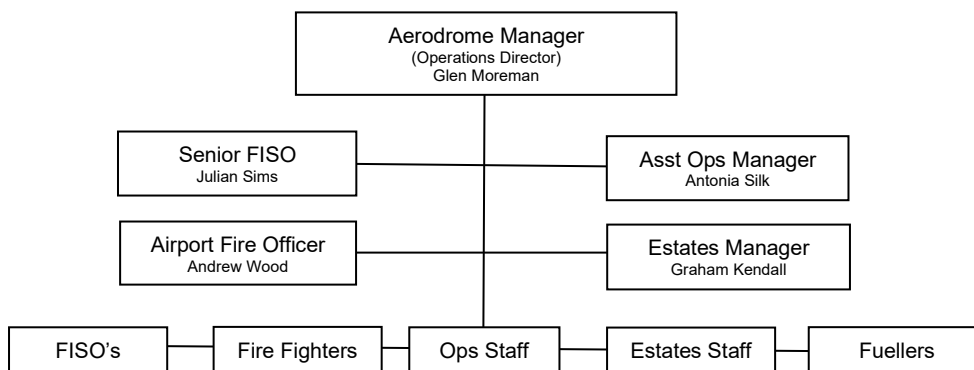 Aerodrome Manager
(Operations Director)
Glen Moreman
Senior FISO
Julian Sims
Asst Ops Manager
Antonia Silk
Airport Fire Officer
Andrew Wood
Estates Manager
Graham Kendall
FISO's
Fire Fighters
Ops Staff
Estates Staff
Fuellers